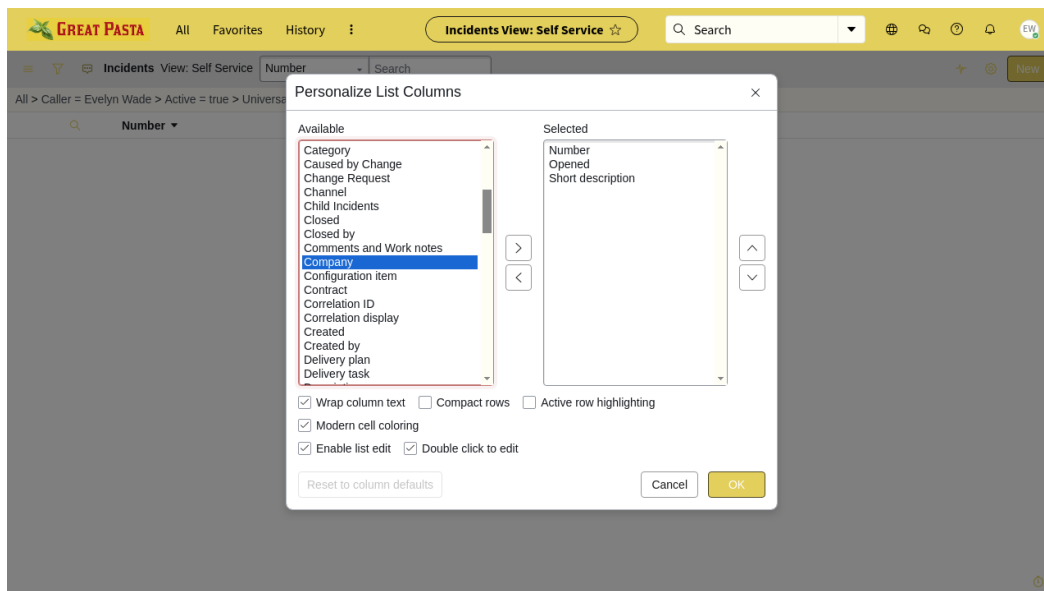 GREAT PASTA All Favorites History Incidents View: Self Service Search EW
Incidents View: Self Service Number Search New
All > Caller = Evelyn Wade > Active = true > Universa
Number
Personalize List Columns
Available
Category
Caused by Change
Change Request
Channel
Child Incidents
Closed
Closed by
Comments and Work notes
Company
Configuration item
Contract
Correlation ID
Correlation display
Created
Created by
Delivery plan
Delivery task
Selected
Number
Opened
Short description
Wrap column text Compact rows Active row highlighting
Modern cell coloring
Enable list edit Double click to edit
Reset to column defaults Cancel OK